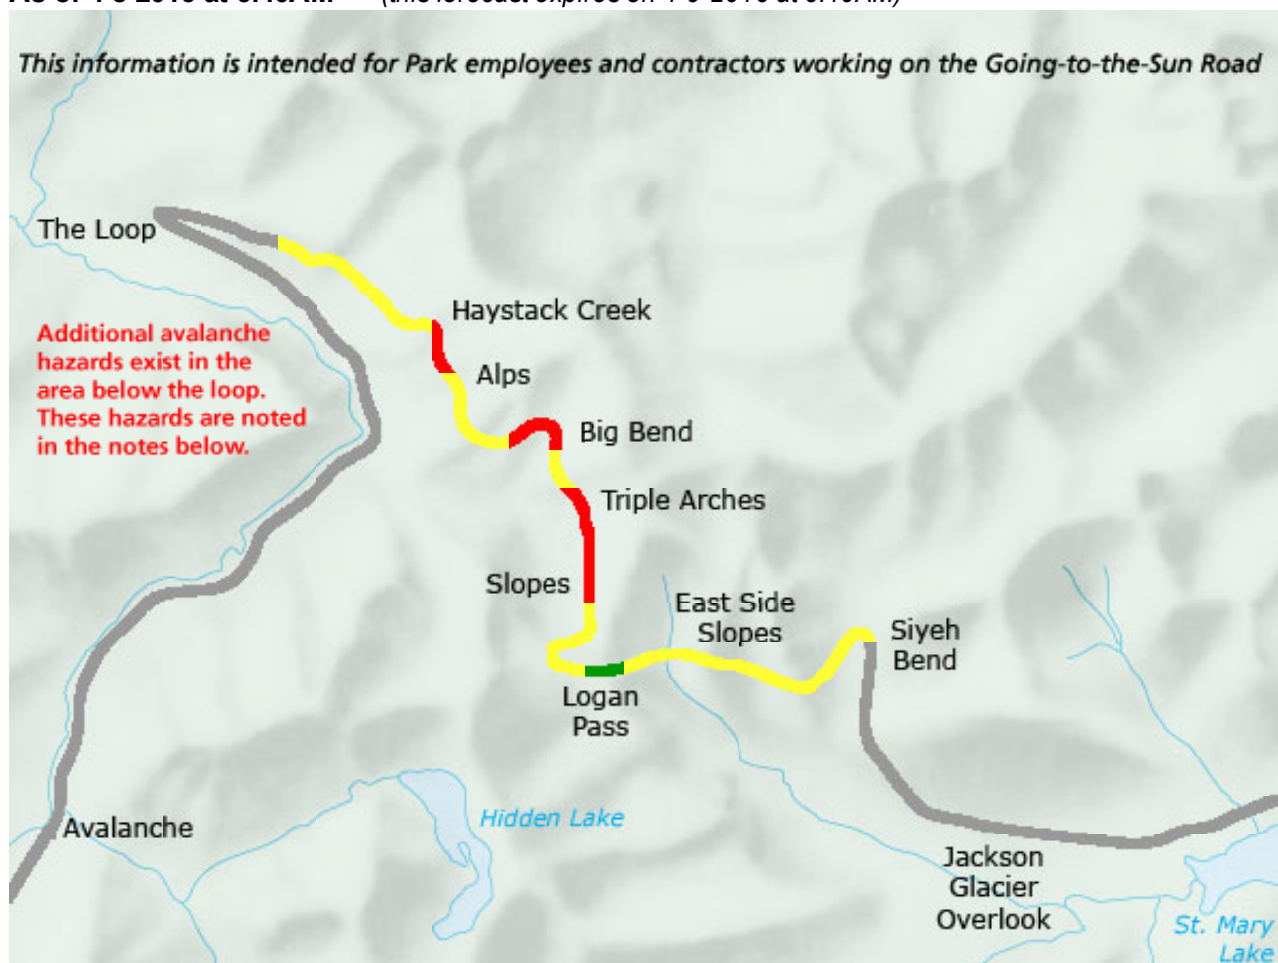 This information is intended for Park employees and contractors working on the Going-to-the-Sun Road
The Loop
Haystack Creek
Additional avalanche
hazards exist in the
area below the loop.
These hazards are noted
in the notes below.
Alps
Big Bend
Triple Arches
Slopes
East Side
Slopes
Siyeh
Bend
Logan
Pass
Avalanche
Hidden Lake
Jackson
Glacier
Overlook
St. Mary
Lake